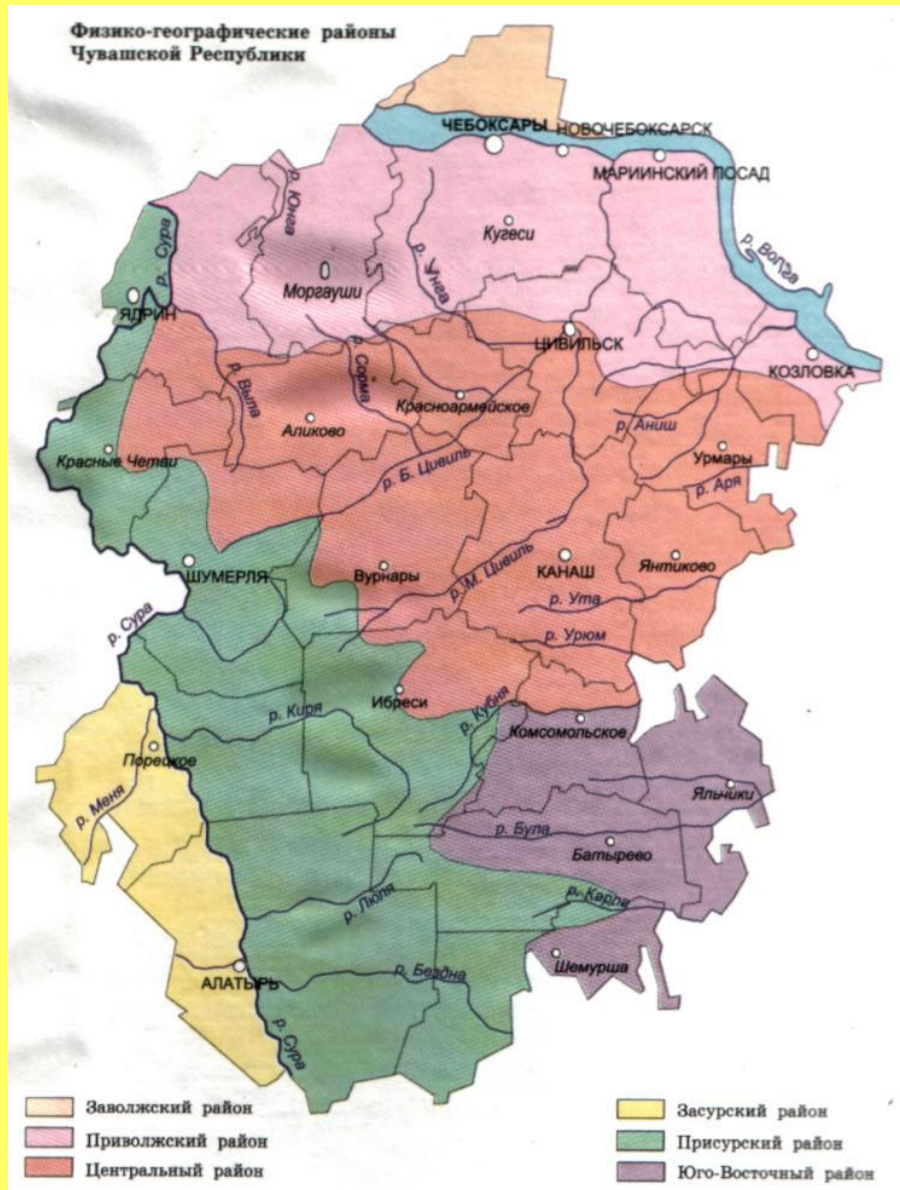 Физико-географические районы
Чувашской Республики
ЧЕБОКСАРЫ
НОВОЧЕБОКСАРСК
МАРИИНСКИЙ ПОСАД
р. Юнга
Кугеси
р. Сура
р. Волга
р. Унга
Моргауши
ЯДРИН
ЦИВИЛЬСК
КОЗЛОВКА
р. Выла
р. Сорма
Красноармейское
Аликово
р. Аниш
Красные Четаи
р. Б. Цивиль
Урмары
р. Аря
ШУМЕРЛЯ
Вурнары
р. М. Цивиль
КАНАШ
Янтиково
р. Ута
р. Сура
р. Урюм
Ибреси
р. Кубня
р. Киря
Комсомольское
Порецкое
р. Меня
Яльчики
р. Була
Батырево
р. Люля
р. Карла
АЛАТЫРЬ
р. Бездна
Шемурша
р. Сура
Заволжский район
Приволжский район
Центральный район
Засурский район
Присурский район
Юго-Восточный район